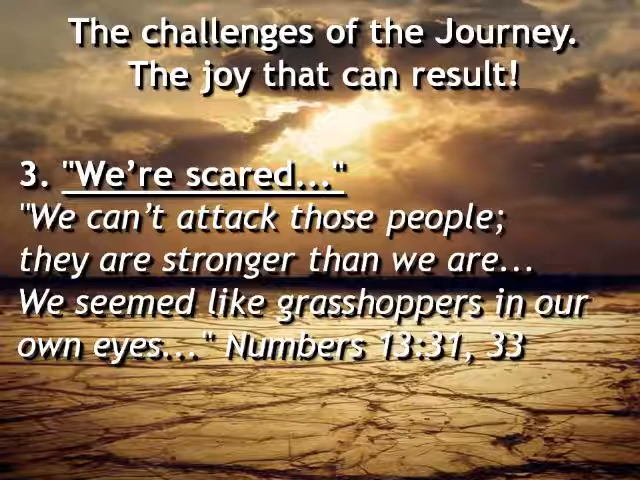 The challenges of the Journey.
The joy that can result!
3. "We’re scared..."
"We can’t attack those people;
they are stronger than we are...
We seemed like grasshoppers in our
own eyes..." Numbers 13:31, 33